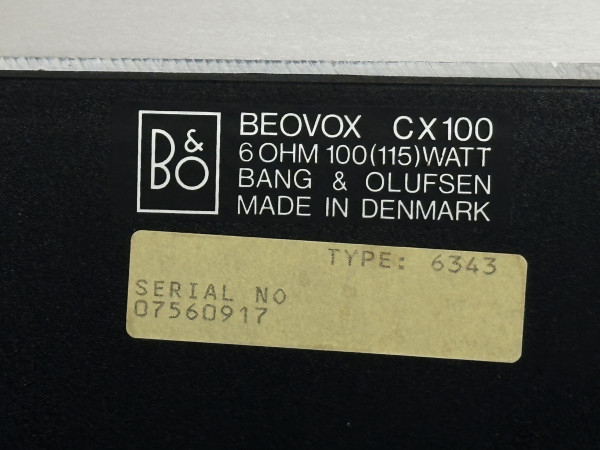 B&O
BEOVOX CX100
6 OHM 100(115)WATT
BANG & OLUFSEN
MADE IN DENMARK
TYPE: 6343
SERIAL NO
07560917